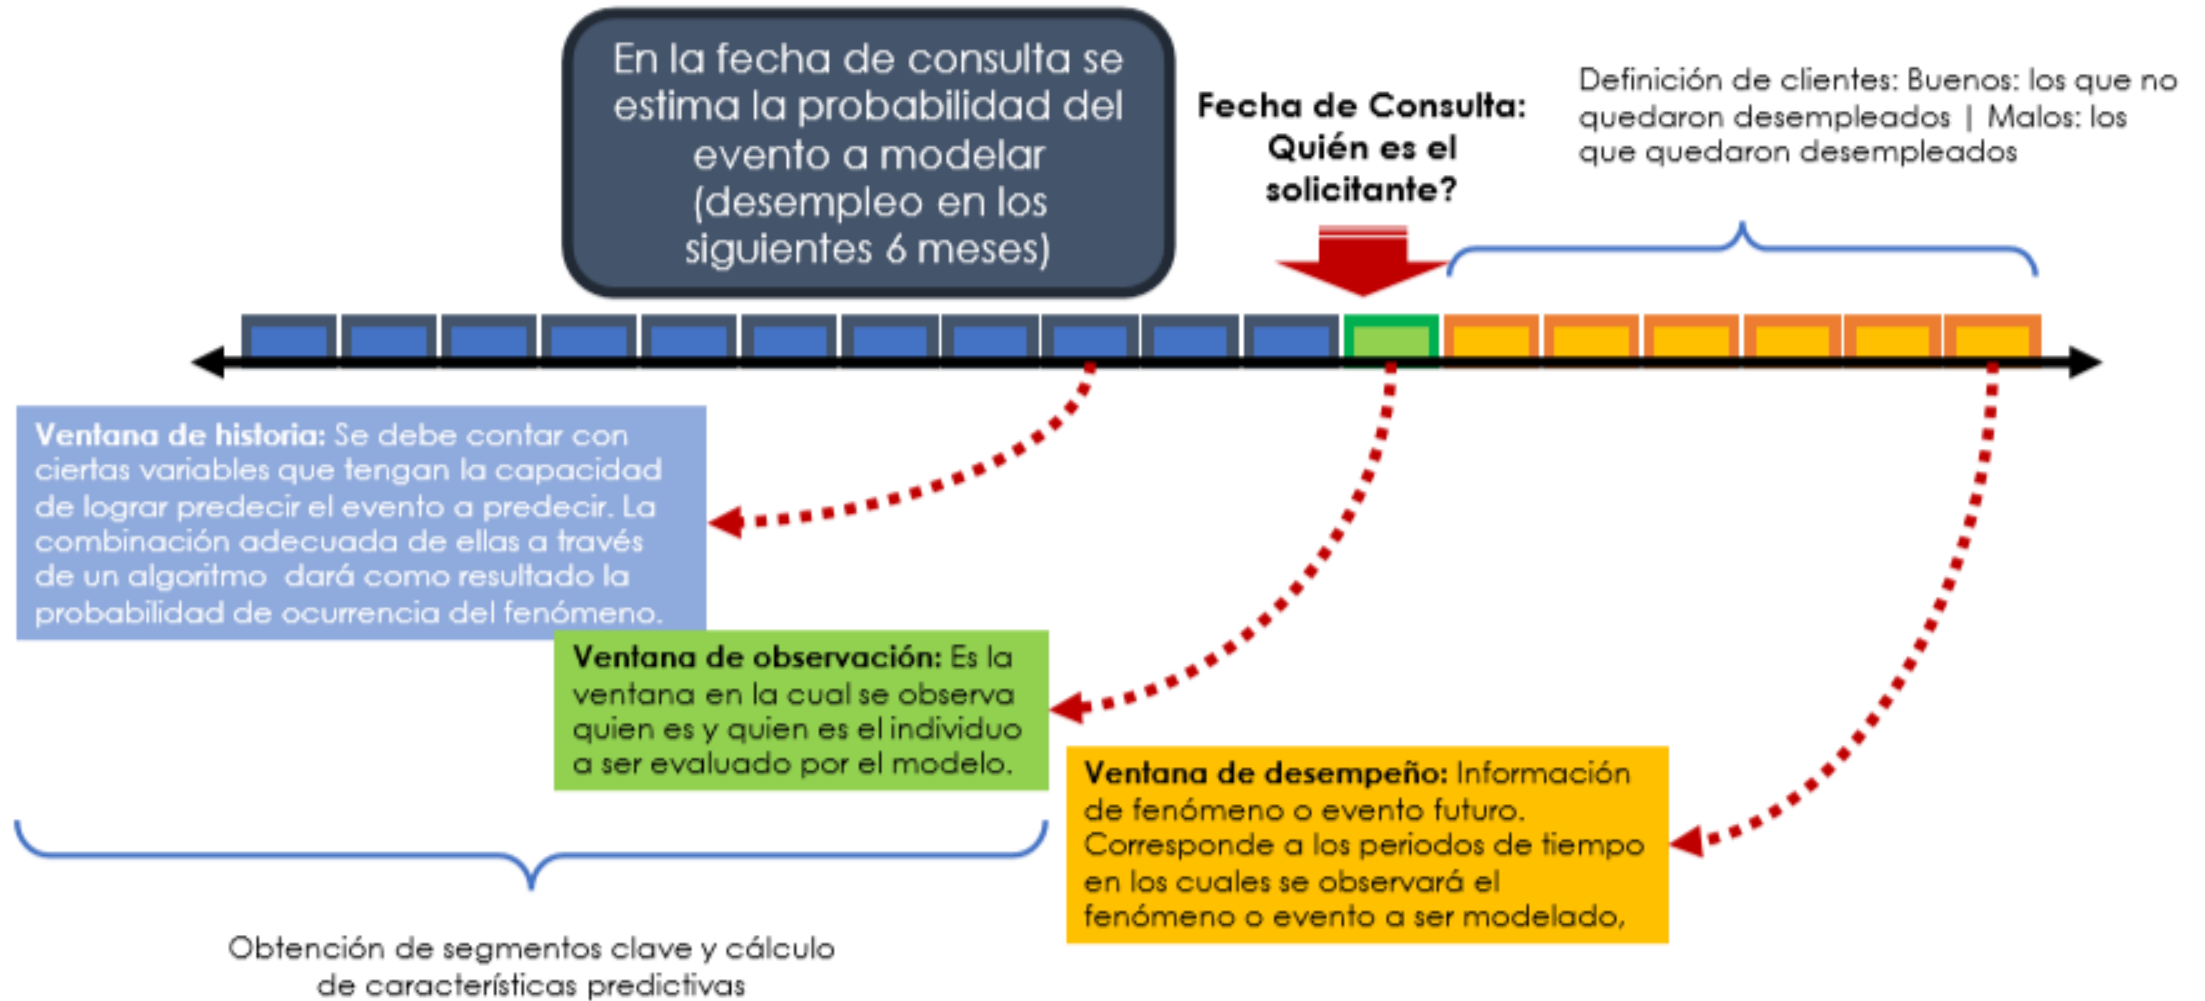 En la fecha de consulta se
estima la probabilidad del
evento a modelar
(desempleo en los
siguientes 6 meses)
Fecha de Consulta:
Quién es el
solicitante?
Definición de clientes: Buenos: los que no
quedaron desempleados | Malos: los
que quedaron desempleados
Ventana de historia: Se debe contar con
ciertas variables que tengan la capacidad
de lograr predecir el evento a predecir. La
combinación adecuada de ellas a través
de un algoritmo dará como resultado la
probabilidad de ocurrencia del fenómeno.
Ventana de observación: Es la
ventana en la cual se observa
quien es y quien es el individuo
a ser evaluado por el modelo.
Ventana de desempeño: Información
de fenómeno o evento futuro.
Corresponde a los periodos de tiempo
en los cuales se observará el
fenómeno o evento a ser modelado,
Obtención de segmentos clave y cálculo
de características predictivas